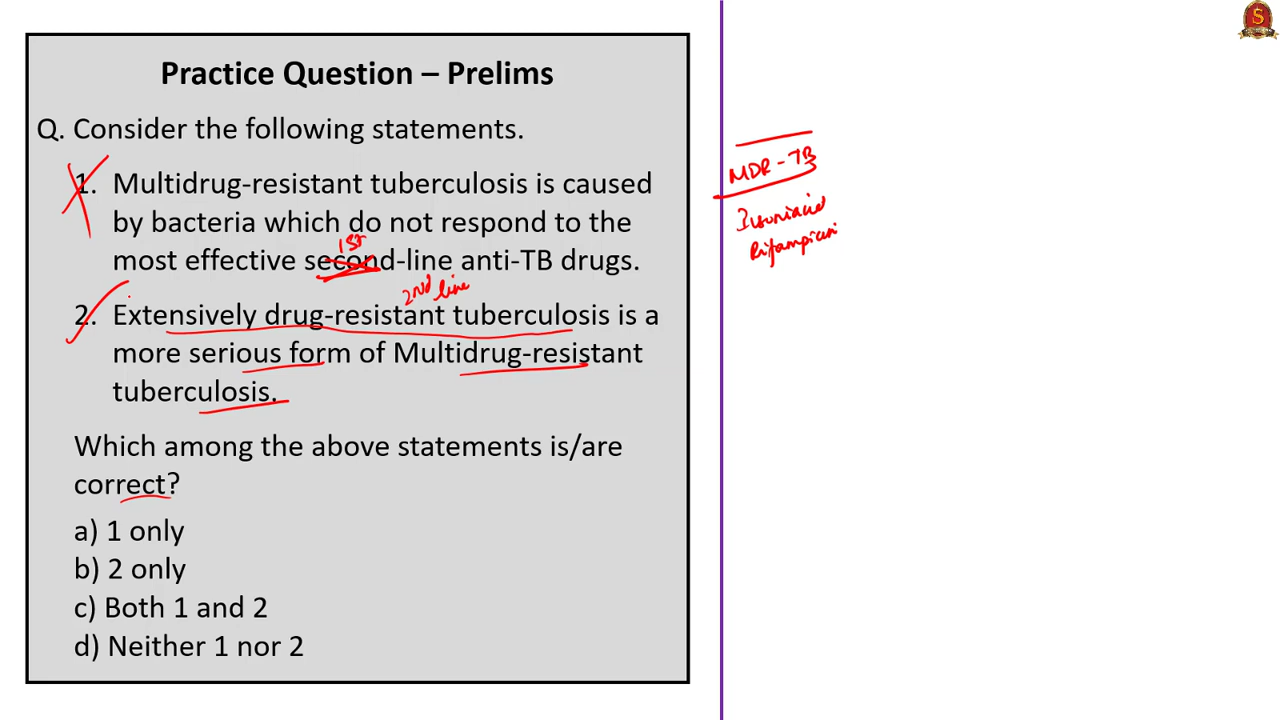 Practice Question – Prelims
Q. Consider the following statements.
1. Multidrug-resistant tuberculosis is caused
by bacteria which do not respond to the
1st
most effective second-line anti-TB drugs.
2nd line
2. Extensively drug-resistant tuberculosis is a
more serious form of Multidrug-resistant
tuberculosis.
Which among the above statements is/are
correct?
a) 1 only
b) 2 only
c) Both 1 and 2
d) Neither 1 nor 2
S
MDR-TB
Isoniacid
Rifampicin